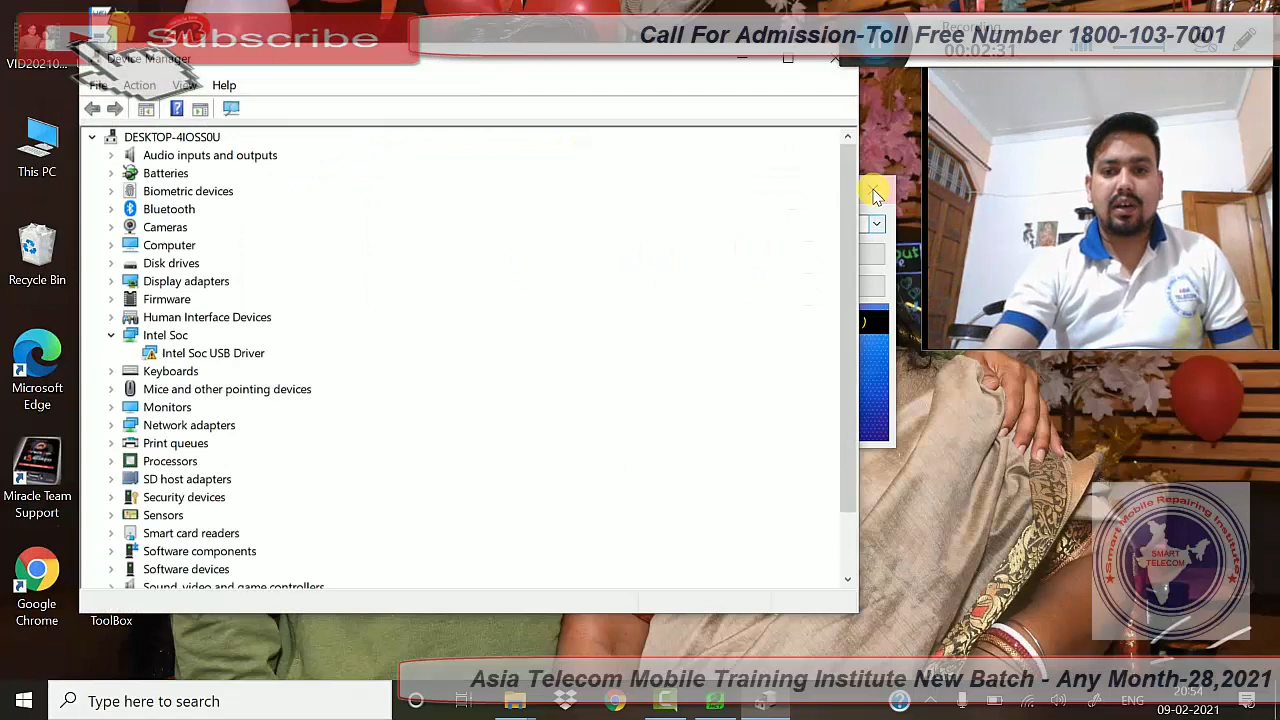 Subscribe
Call For Admission-Toll Free Number 1800-103-7001
Recording
00:02:31
VID20210...
Device Manager
File Action View Help
DESKTOP-4IOSS0U
Audio inputs and outputs
Batteries
Biometric devices
Bluetooth
Cameras
Computer
Disk drives
Display adapters
Firmware
Human Interface Devices
Intel Soc
Intel Soc USB Driver
Keyboards
Mice and other pointing devices
Monitors
Network adapters
Print queues
Processors
SD host adapters
Security devices
Sensors
Smart card readers
Software components
Software devices
Sound, video and game controllers
This PC
Recycle Bin
Microsoft
Edge
Miracle Team
Support
Google
Chrome
ToolBox
Smart Mobile Repairing Institute
SMART
TELECOM
Asia Telecom Mobile Training Institute New Batch - Any Month-28,2021
Type here to search
ENG
20:54
09-02-2021